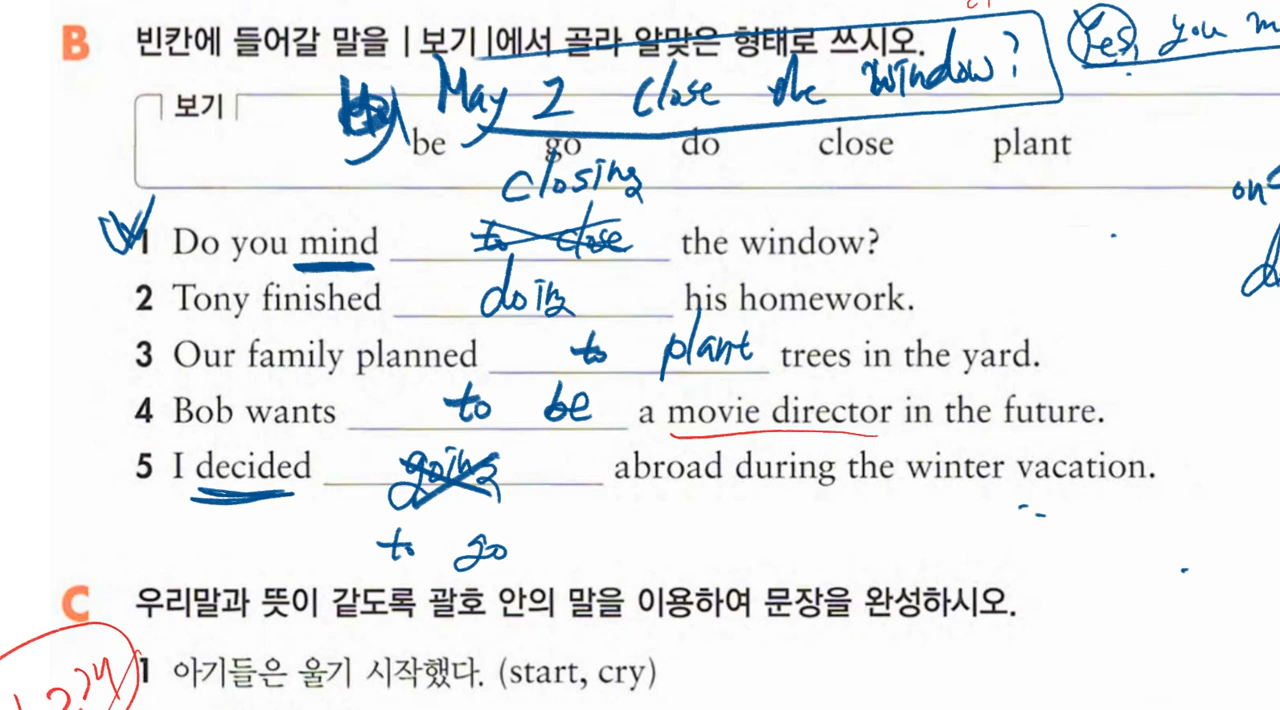 B 빈칸에 들어갈 말을 | 보기 |에서 골라 알맞은 형태로 쓰시오.
Yes, you m
May I close the window?
보기
be go do close plant
closing
1 Do you mind to close the window?
2 Tony finished doing his homework.
3 Our family planned to plant trees in the yard.
4 Bob wants to be a movie director in the future.
5 I decided going abroad during the winter vacation.
to go
C 우리말과 뜻이 같도록 괄호 안의 말을 이용하여 문장을 완성하시오.
1 아기들은 울기 시작했다. (start, cry)